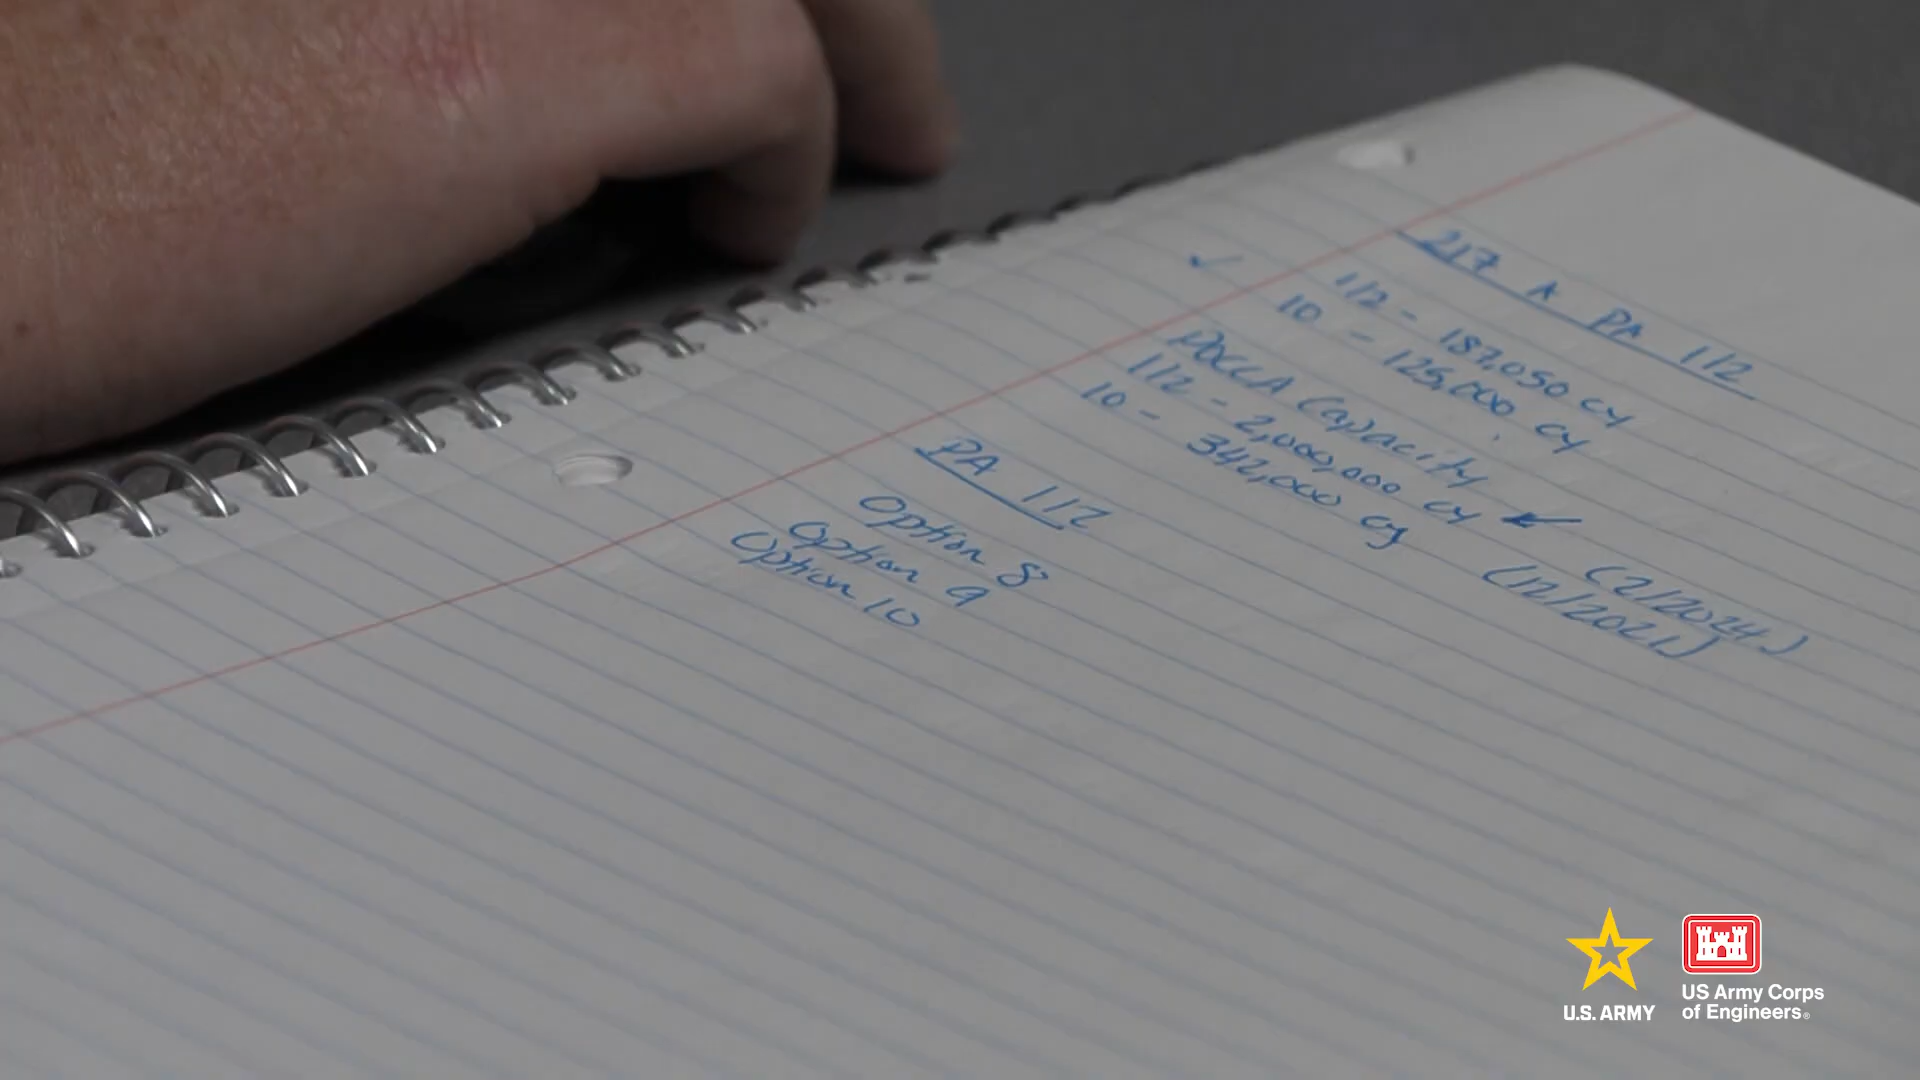 217 A PA 112
✓ 112 - 187,050 cy
10 - 125,000 cy
POCCA Capacity
112 - 2,000,000 cy ← (2/2024)
10 - 342,000 cy (12/2021)
PA 112
Option 8
Option 9
Option 10
U.S. ARMY
US Army Corps
of Engineers®